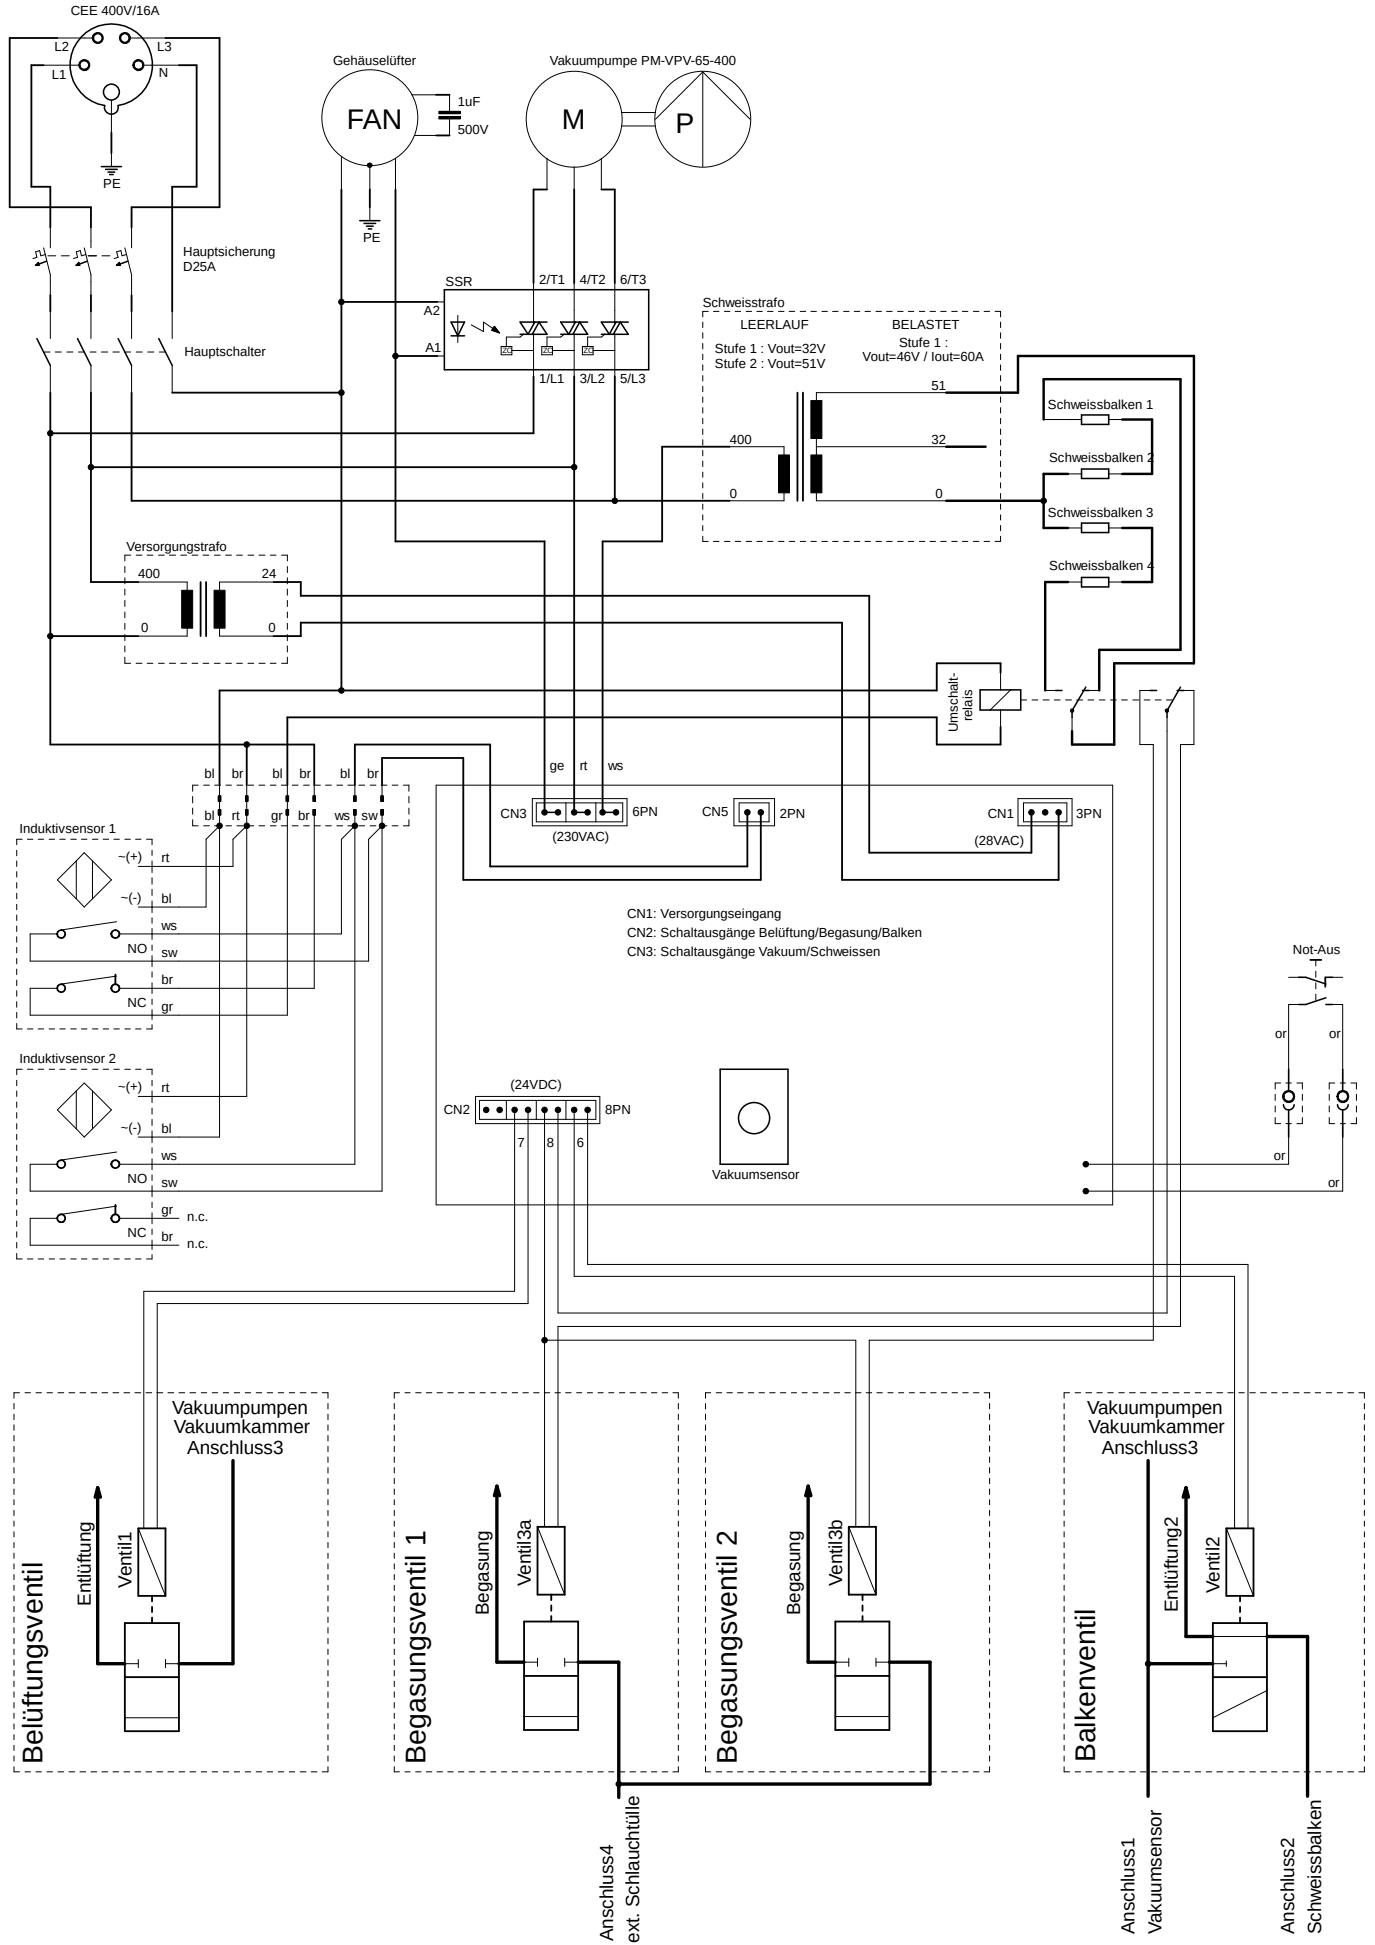 CEE 400V/16A
L2
L3
L1
N
PE
Gehäuselüfter
FAN
1uF
500V
PE
Vakuumpumpe PM-VPV-65-400
M
P
Hauptsicherung
D25A
Hauptschalter
SSR
2/T1
4/T2
6/T3
A2
A1
ZC
ZC
ZC
1/L1
3/L2
5/L3
Schweisstrafo
LEERLAUF
Stufe 1 : Vout=32V
Stufe 2 : Vout=51V
BELASTET
Stufe 1 :
Vout=46V / Iout=60A
51
400
32
0
0
Schweissbalken 1
Schweissbalken 2
Schweissbalken 3
Schweissbalken 4
Versorgungstrafo
400
24
0
0
Umschalt-
relais
bl
br
bl
br
bl
br
bl
rt
gr
br
ws
sw
ge
rt
ws
CN3
6PN
(230VAC)
CN5
2PN
CN1
3PN
(28VAC)
Induktivsensor 1
~(+)
rt
~(-)
bl
ws
NO
sw
br
NC
gr
CN1: Versorgungseingang
CN2: Schaltausgänge Belüftung/Begasung/Balken
CN3: Schaltausgänge Vakuum/Schweissen
Not-Aus
or
or
or
or
Induktivsensor 2
~(+)
rt
~(-)
bl
ws
NO
sw
gr
n.c.
NC
br
n.c.
(24VDC)
CN2
8PN
7
8
6
Vakuumsensor
Belüftungsventil
Vakuumpumpen
Vakuumkammer
Anschluss3
Entlüftung
Ventil1
Begasungsventil 1
Begasung
Ventil3a
Anschluss4
ext. Schlauchtülle
Begasungsventil 2
Begasung
Ventil3b
Balkenventil
Vakuumpumpen
Vakuumkammer
Anschluss3
Entlüftung2
Ventil2
Anschluss1
Vakuumsensor
Anschluss2
Schweissbalken